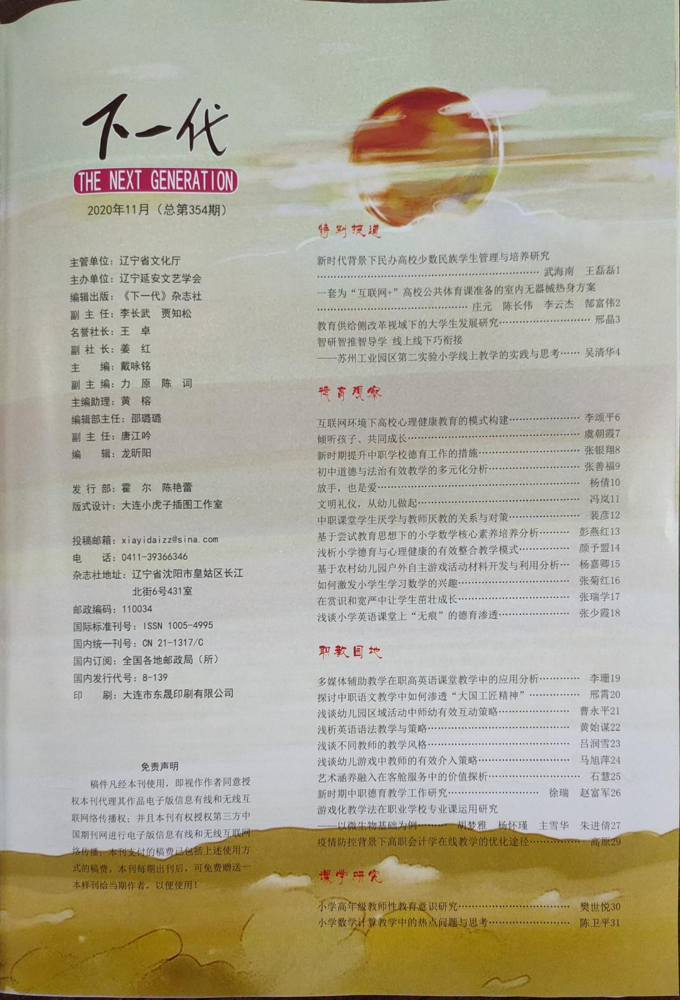 下一代
THE NEXT GENERATION
2020年11月（总第354期）
主管单位：辽宁省文化厅
主办单位：辽宁延安文艺学会
编辑出版：《下一代》杂志社
副 主 任：李长武 贾知松
名誉社长：王 卓
副 社 长：姜 红
主 编：戴咏铭
副 主 编：力 原 陈 词
主编助理：黄 榕
编辑部主任：邵璐璐
副 主 任：唐江吟
编 辑：龙昕阳
发 行 部：霍 尔 陈艳蕾
版式设计：大连小虎子插图工作室
投稿邮箱：xiayidaizz@sina.com
电 话：0411-39366346
杂志社地址：辽宁省沈阳市皇姑区长江
北街6号431室
邮政编码：110034
国际标准刊号：ISSN 1005-4995
国内统一刊号：CN 21-1317/C
国内订阅：全国各地邮政局（所）
国内发行代号：8-139
印 刷：大连市东晟印刷有限公司
免责声明
稿件凡经本刊使用，即视作作者同意授
权本刊代理其作品电子版信息有线和无线互
联网络传播权；并且本刊有权授权第三方中
国期刊网进行电子版信息有线和无线互联网
络传播；本刊支付的稿费已包括上述使用方
式的稿费。本刊每期出刊后，可免费赠送一
本样刊给当期作者，以便使用！
特别报道
新时代背景下民办高校少数民族学生管理与培养研究
…………………………………………………… 武海南 王磊磊1
一套为“互联网+”高校公共体育课准备的室内无器械热身方案
…………………………………… 庄元 陈长伟 李云杰 郜富伟2
教育供给侧改革视域下的大学生发展研究……………………… 邢晶3
智研智推智导学 线上线下巧衔接
——苏州工业园区第二实验小学线上教学的实践与思考…… 吴清华4
德育观察
互联网环境下高校心理健康教育的模式构建………………… 李颂平6
倾听孩子、共同成长…………………………………………… 虞朝霞7
新时期提升中职学校德育工作的措施………………………… 张银翔8
初中道德与法治有效教学的多元化分析……………………… 张善福9
放手，也是爱…………………………………………………… 杨倩10
文明礼仪，从幼儿做起………………………………………… 冯岚11
中职课堂学生厌学与教师厌教的关系与对策………………… 裴彦12
基于尝试教育思想下的小学数学核心素养培养分析……… 彭燕红13
浅析小学德育与心理健康的有效整合教学模式…………… 颜予盟14
基于农村幼儿园户外自主游戏活动材料开发与利用分析… 杨嘉卿15
如何激发小学生学习数学的兴趣…………………………… 张菊红16
在赏识和宽严中让学生茁壮成长…………………………… 张瑞学17
浅谈小学英语课堂上“无痕”的德育渗透………………… 张少霞18
职教园地
多媒体辅助教学在职高英语课堂教学中的应用分析………… 李珊19
探讨中职语文教学中如何渗透“大国工匠精神”…………… 邢霄20
浅谈幼儿园区域活动中师幼有效互动策略………………… 曹永平21
浅析英语语法教学与策略…………………………………… 黄始谋22
浅谈不同教师的教学风格…………………………………… 吕润雪23
浅谈幼儿游戏中教师的有效介入策略……………………… 马旭萍24
艺术涵养融入在客舱服务中的价值探析……………………… 石慧25
新时期中职德育教学工作研究……………………… 徐瑞 赵富军26
游戏化教学法在职业学校专业课运用研究
——以微生物基础为例……… 胡梦雅 杨怀瑾 主雪华 朱进倩27
疫情防控背景下高职会计学在线教学的优化途径…………… 高原29
课学研究
小学高年级教师性教育意识研究…………………………… 樊世悦30
小学数学计算教学中的热点问题与思考…………………… 陈卫平31